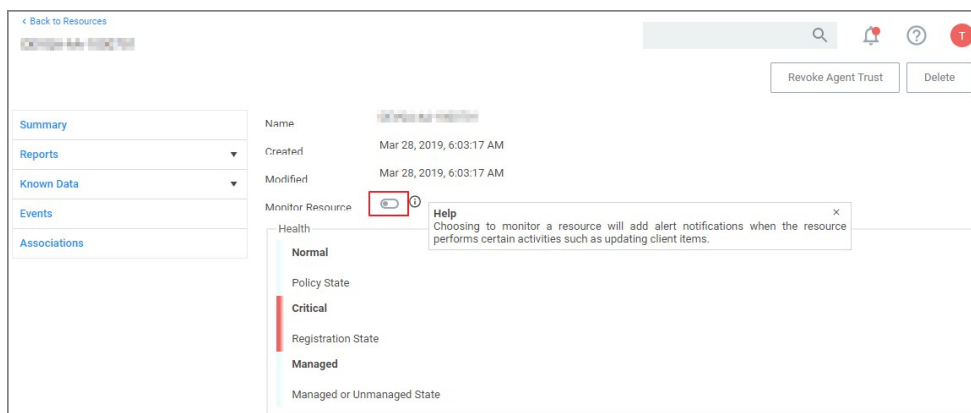 Back to Resources
T
Revoke Agent Trust
Delete
Summary
Reports
Known Data
Events
Associations
Name
Created
Mar 28, 2019, 6:03:17 AM
Modified
Mar 28, 2019, 6:03:17 AM
Monitor Resource
Help
Choosing to monitor a resource will add alert notifications when the resource
performs certain activities such as updating client items.
Health
Normal
Policy State
Critical
Registration State
Managed
Managed or Unmanaged State